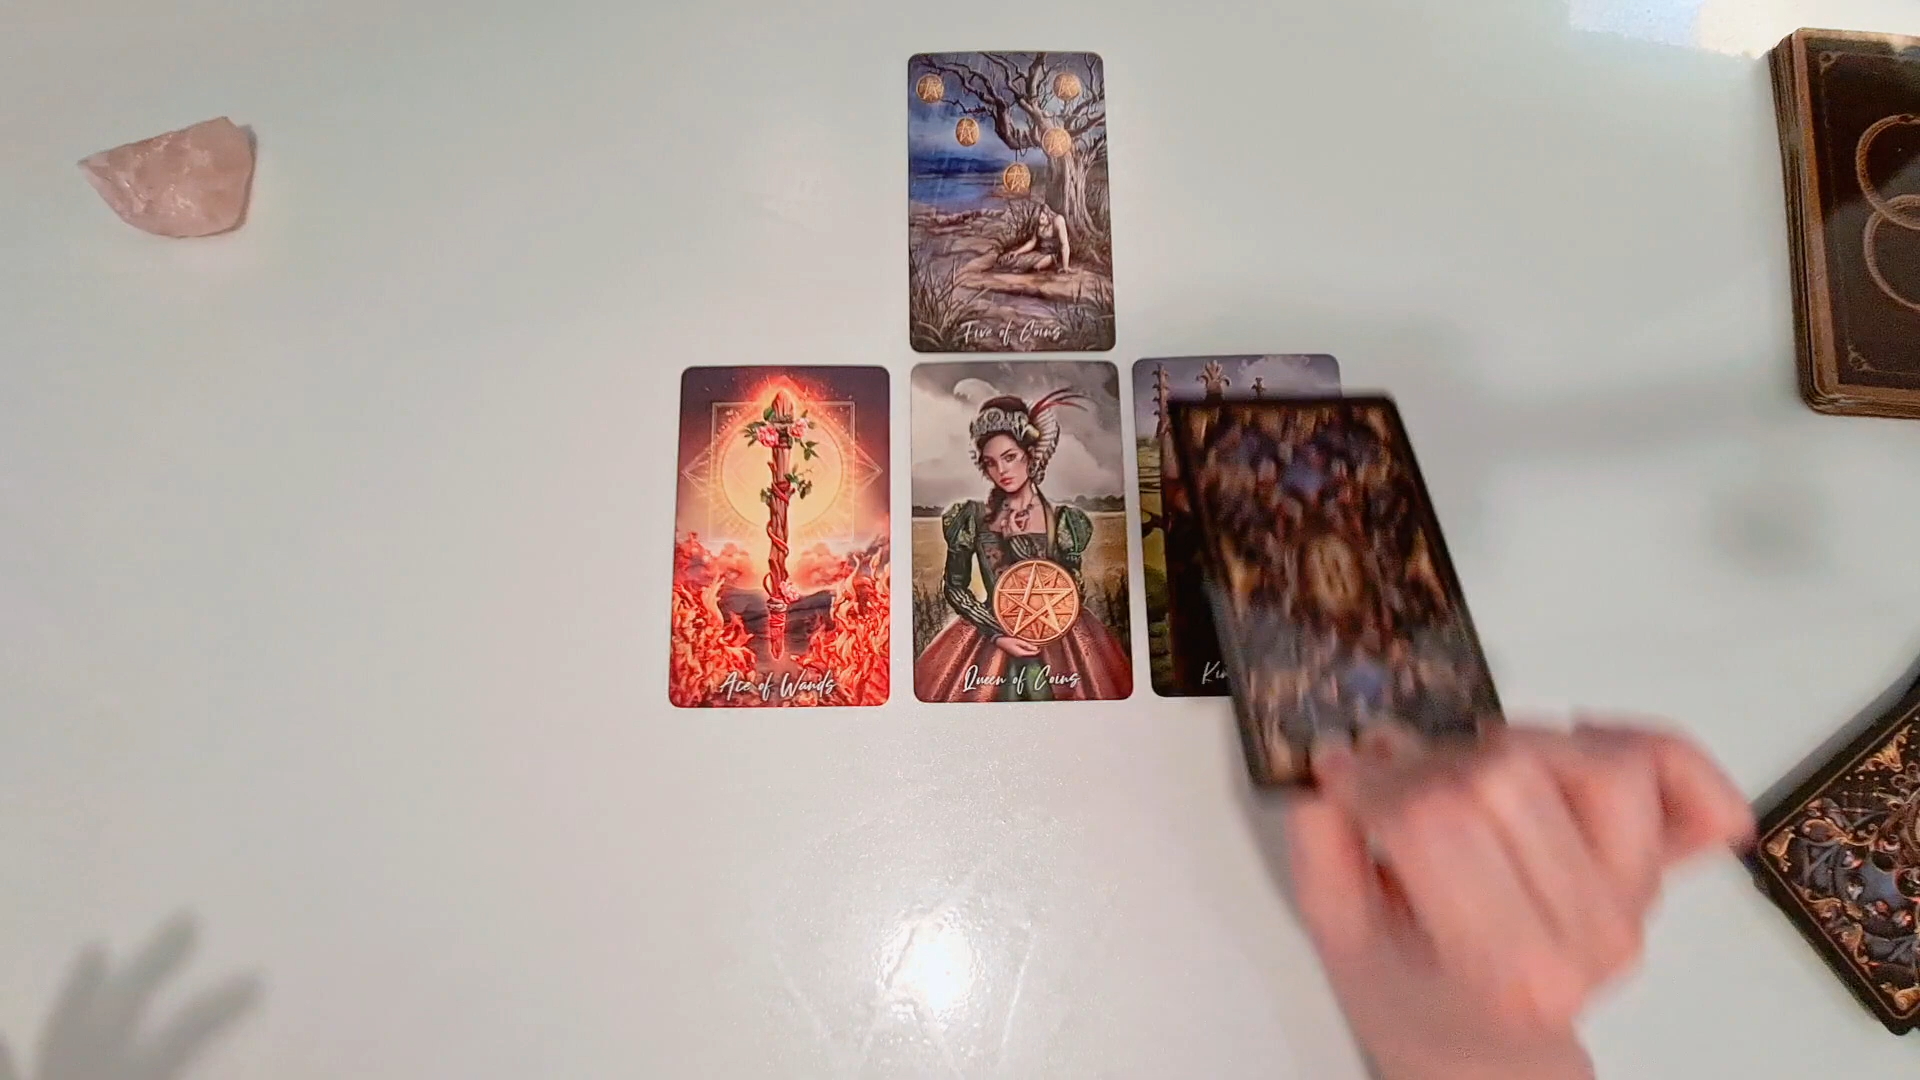 Five of Coins
Ace of Wands
Queen of Coins